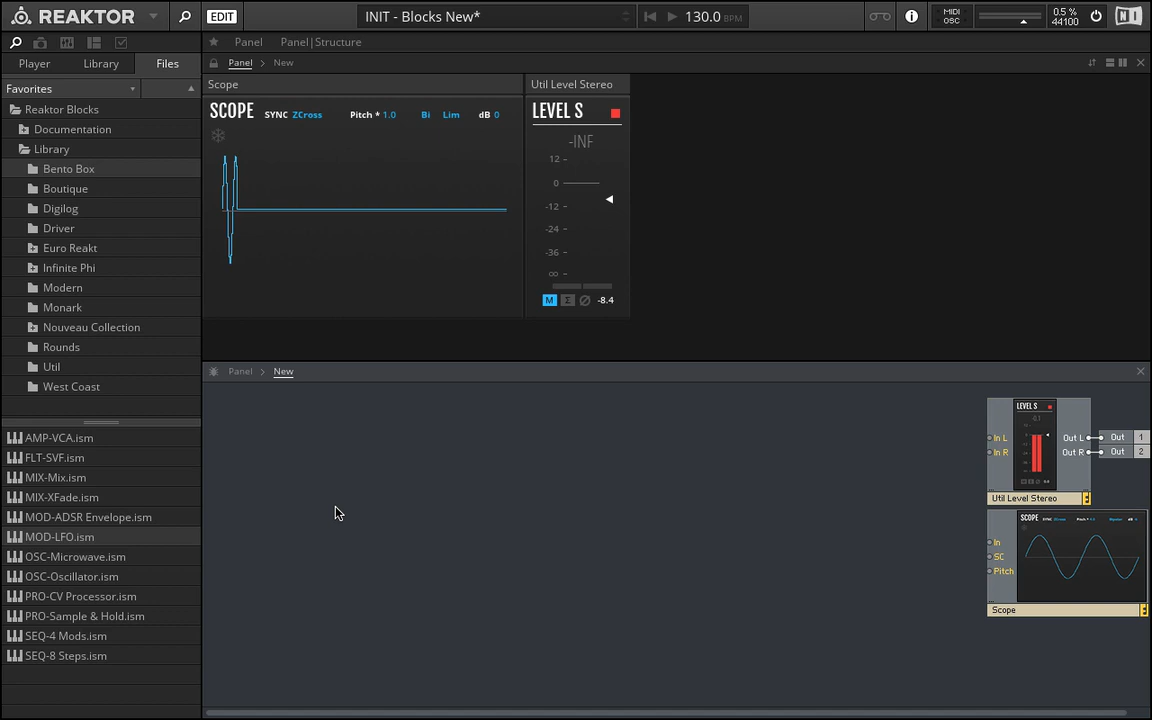 REAKTOR
EDIT
INIT - Blocks New*
130.0 BPM
MIDI
OSC
0.5 %
44100
Panel
Panel|Structure
Player
Library
Files
Panel
New
Favorites
Scope
Util Level Stereo
Reaktor Blocks
Documentation
Library
Bento Box
Boutique
Digilog
Driver
Euro Reakt
Infinite Phi
Modern
Monark
Nouveau Collection
Rounds
Util
West Coast
SCOPE SYNC ZCross Pitch * 1.0 Bi Lim dB 0
LEVEL S
-INF
12
0
-12
-24
-36
∞
M Σ -8.4
Panel
New
AMP-VCA.ism
FLT-SVF.ism
MIX-Mix.ism
MIX-XFade.ism
MOD-ADSR Envelope.ism
MOD-LFO.ism
OSC-Microwave.ism
OSC-Oscillator.ism
PRO-CV Processor.ism
PRO-Sample & Hold.ism
SEQ-4 Mods.ism
SEQ-8 Steps.ism
LEVEL S
In L
In R
Out L
Out R
Out 1
Out 2
Util Level Stereo
SCOPE
In
SC
Pitch
Scope